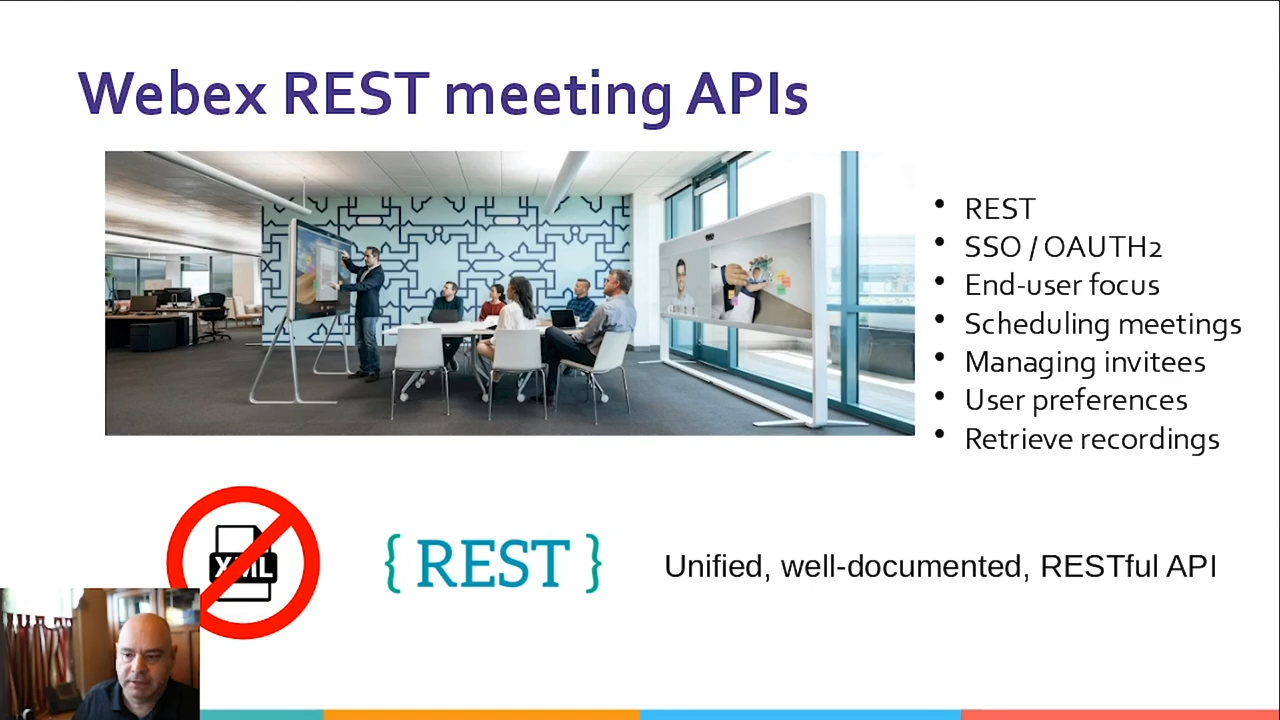 Webex REST meeting APIs
• REST
• SSO / OAUTH2
• End-user focus
• Scheduling meetings
• Managing invitees
• User preferences
• Retrieve recordings
XML
{ REST }
Unified, well-documented, RESTful API